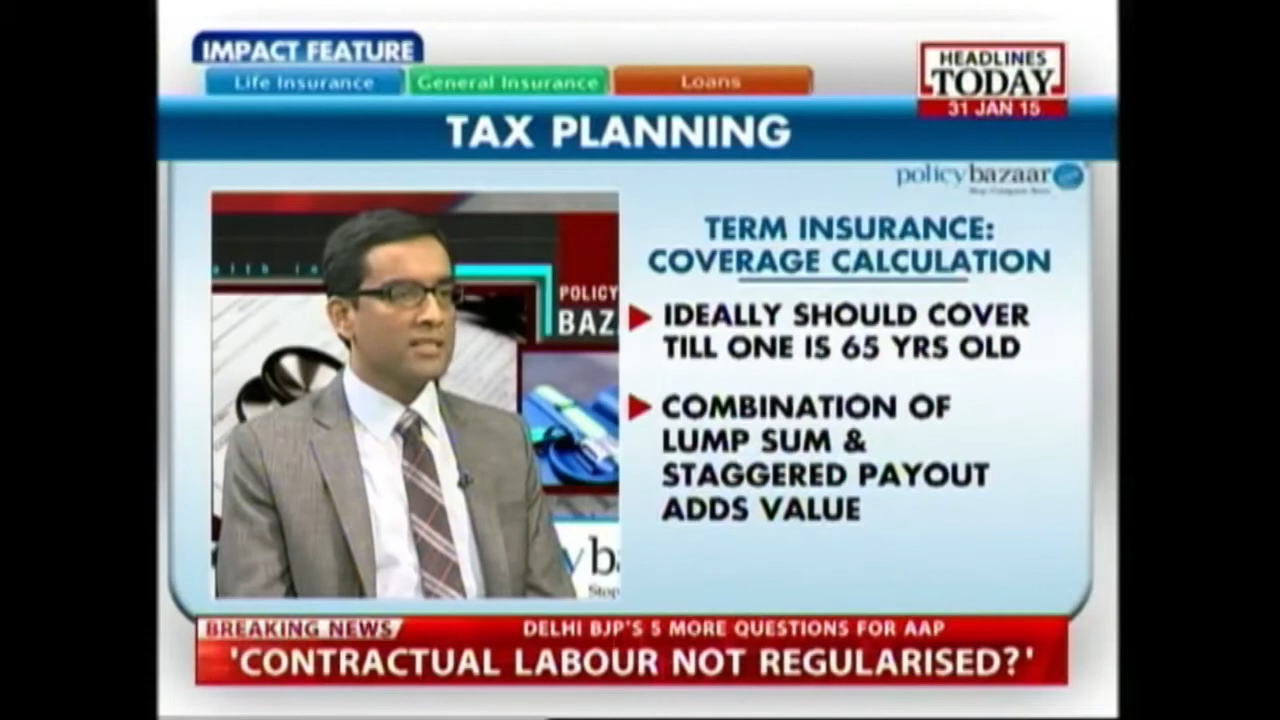 IMPACT FEATURE
Life Insurance
General Insurance
Loans
HEADLINES
TODAY
31 JAN 15
TAX PLANNING
policybazaar
TERM INSURANCE:
COVERAGE CALCULATION
IDEALLY SHOULD COVER
TILL ONE IS 65 YRS OLD
COMBINATION OF
LUMP SUM &
STAGGERED PAYOUT
ADDS VALUE
POLICY
BAZ
BREAKING NEWS
DELHI BJP'S 5 MORE QUESTIONS FOR AAP
'CONTRACTUAL LABOUR NOT REGULARISED?'